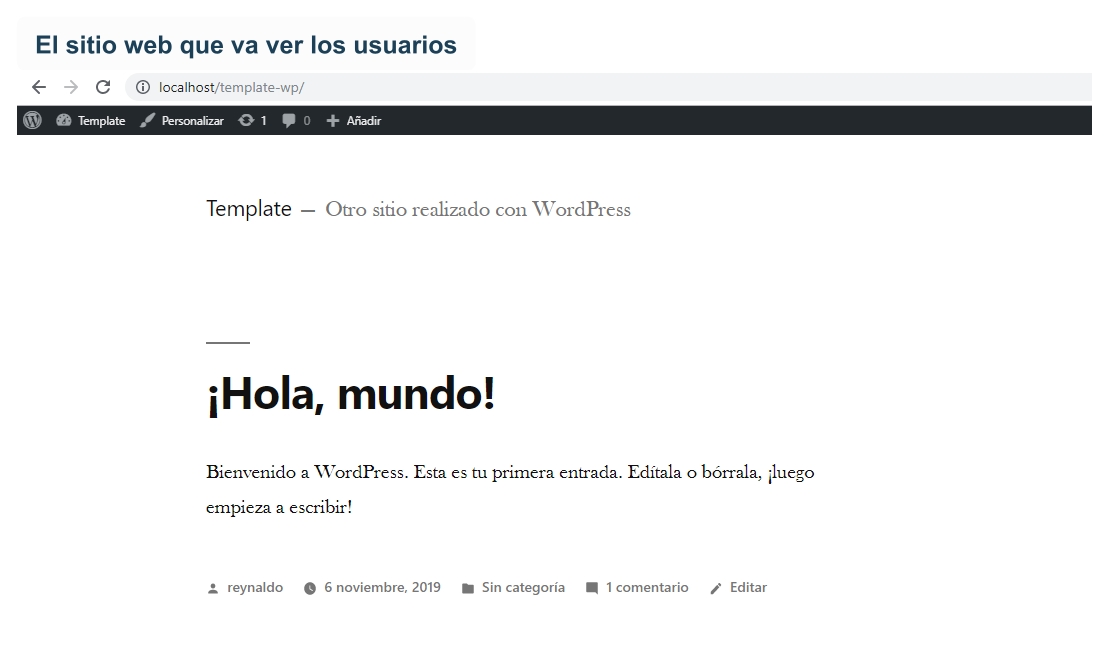 El sitio web que va ver los usuarios
localhost/template-wp/
Template Personalizar 1 0 Añadir
Template — Otro sitio realizado con WordPress
¡Hola, mundo!
Bienvenido a WordPress. Esta es tu primera entrada. Edítala o bórrala, ¡luego
empieza a escribir!
reynaldo 6 noviembre, 2019 Sin categoría 1 comentario Editar